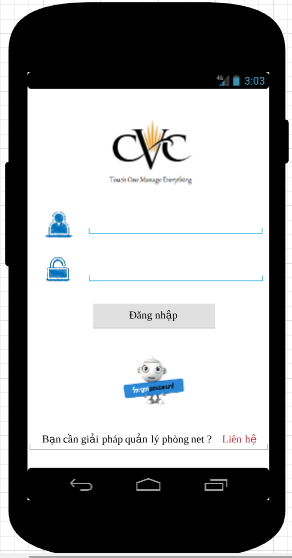 4G 3:03
CVC
Touch One Manage Everything
Đăng nhập
forgot password
Bạn cần giải pháp quản lý phòng net ? Liên hệ